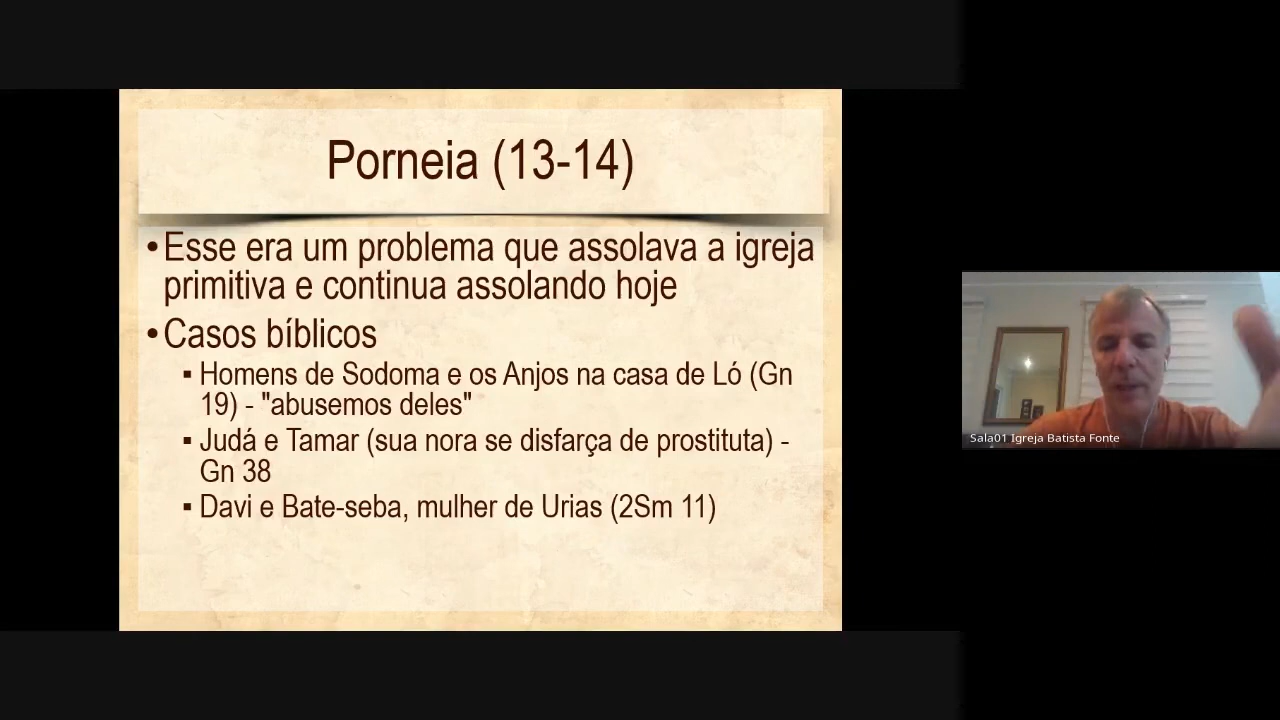 Porneia (13-14)
•Esse era um problema que assolava a igreja
primitiva e continua assolando hoje
•Casos bíblicos
▪ Homens de Sodoma e os Anjos na casa de Ló (Gn
19) - "abusemos deles"
▪ Judá e Tamar (sua nora se disfarça de prostituta) -
Gn 38
▪ Davi e Bate-seba, mulher de Urias (2Sm 11)
Sala01 Igreja Batista Fonte